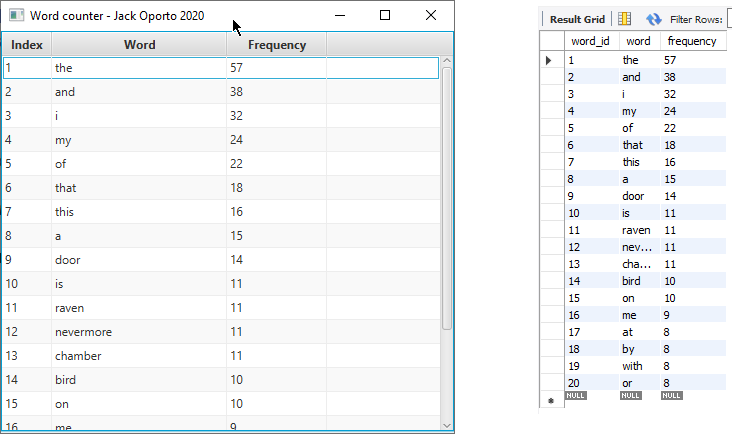 Word counter - Jack Oporto 2020
Index Word Frequency
1 the 57
2 and 38
3 i 32
4 my 24
5 of 22
6 that 18
7 this 16
8 a 15
9 door 14
10 is 11
11 raven 11
12 nevermore 11
13 chamber 11
14 bird 10
15 on 10
16 me 9
Result Grid Filter Rows:
word_id word frequency
1 the 57
2 and 38
3 i 32
4 my 24
5 of 22
6 that 18
7 this 16
8 a 15
9 door 14
10 is 11
11 raven 11
12 nev... 11
13 cha... 11
14 bird 10
15 on 10
16 me 9
17 at 8
18 by 8
19 with 8
20 or 8
NULL NULL NULL